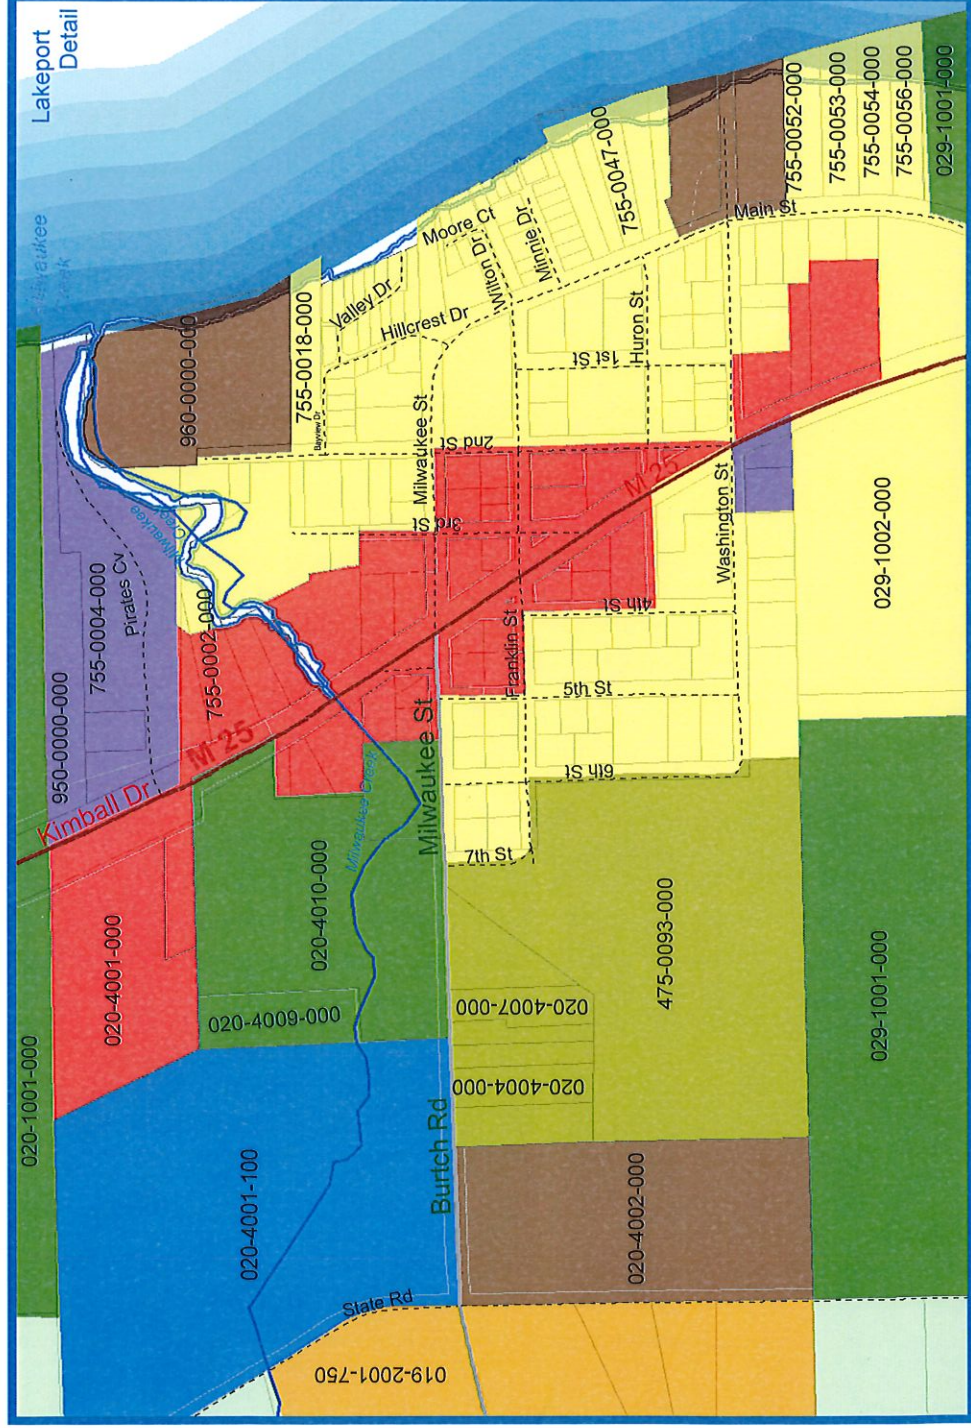 Lakeport
Detail
Milwaukee Creek
960-0000-000
755-0018-000
Valley Dr
Moore Ct
Hillcrest Dr
Wilton Dr
Minnie Dr
755-0047-000
755-0052-000
755-0053-000
755-0054-000
755-0056-000
029-1001-000
Main St
Bayview Dr
Huron St
1st St
2nd St
Milwaukee St
3rd St
M 25
Washington St
029-1002-000
Pirates Cv
755-0004-000
755-0002-000
950-0000-000
Franklin St
4th St
5th St
6th St
7th St
Kimball Dr
M 25
Milwaukee Creek
Milwaukee St
020-1001-000
020-4001-000
020-4010-000
020-4009-000
020-4007-000
020-4004-000
475-0093-000
029-1001-000
020-4001-100
Burtch Rd
020-4002-000
State Rd
019-2001-750